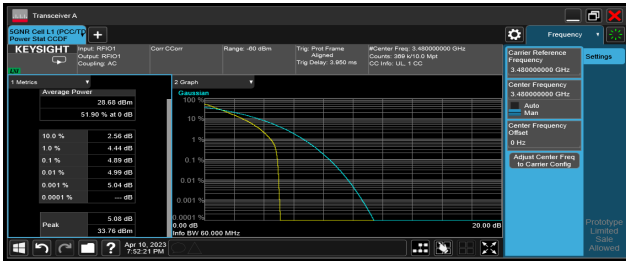 Transceiver A
5GNR Cell L1 (PCC/T
Power Stat CCDF
KEYSIGHT
Input: RFIO1
Output: RFIO1
Coupling: AC
Corr CCorr
Range: -60 dBm
Trig: Prot Frame
Aligned
Trig Delay: 3.950 ms
#Center Freq: 3.480000000 GHz
Counts: 369 k/10.0 Mpt
CC Info: UL, 1 CC
1 Metrics
Average Power
28.68 dBm
51.90 % at 0 dB
10.0 % 2.56 dB
1.0 % 4.44 dB
0.1 % 4.89 dB
0.01 % 4.99 dB
0.001 % 5.04 dB
0.0001 % --- dB
Peak 5.08 dB
33.76 dBm
2 Graph
Gaussian
100 %
10 %
1 %
0.1 %
0.01 %
0.001 %
0.0001 %
0.00 dB 20.00 dB
Info BW 60.000 MHz
Frequency
Settings
Carrier Reference
Frequency
3.480000000 GHz
Center Frequency
3.480000000 GHz
Auto
Man
Center Frequency
Offset
0 Hz
Adjust Center Freq
to Carrier Config
Prototype
Limited
Sale
Allowed
?
Apr 10, 2023
7:52:21 PM